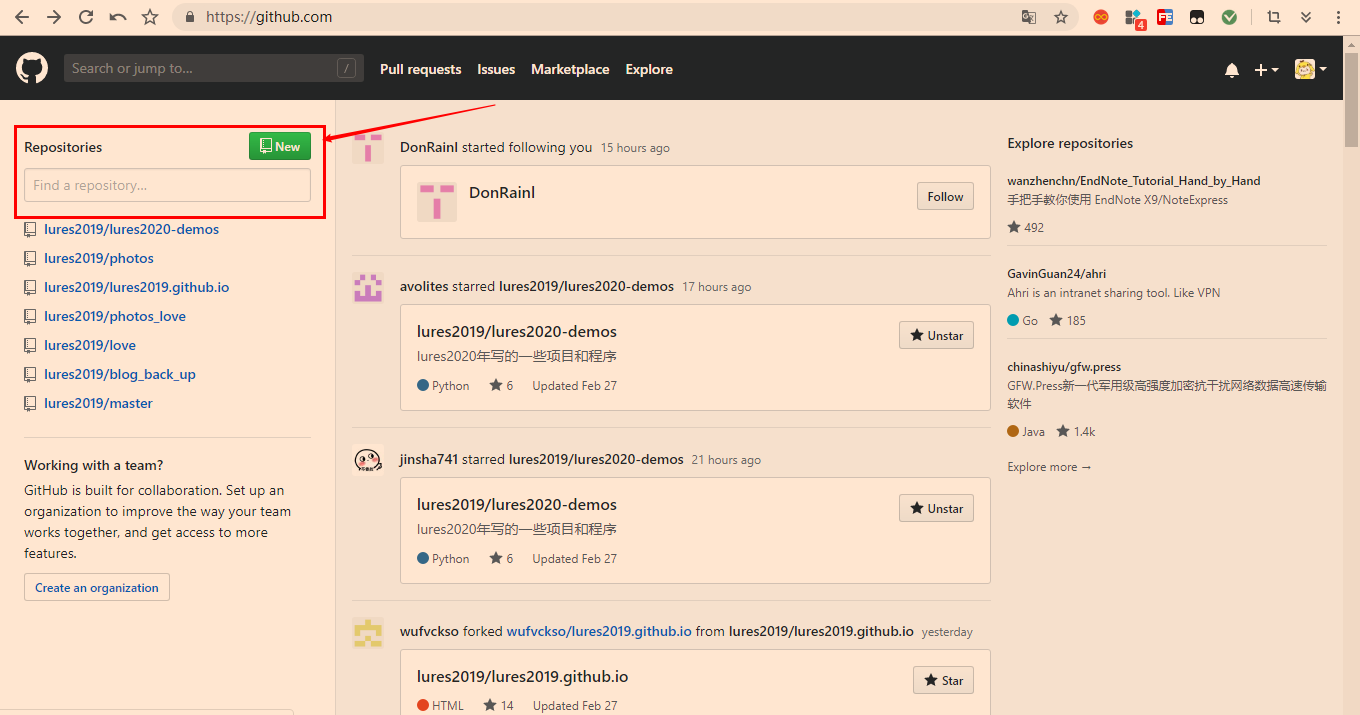 https://github.com
4
FE
Search or jump to...
/
Pull requests
Issues
Marketplace
Explore
Repositories
New
Find a repository...
lures2019/lures2020-demos
lures2019/photos
lures2019/lures2019.github.io
lures2019/photos_love
lures2019/love
lures2019/blog_back_up
lures2019/master
Working with a team?
GitHub is built for collaboration. Set up an
organization to improve the way your team
works together, and get access to more
features.
Create an organization
DonRainl started following you 15 hours ago
DonRainl
Follow
avolites starred lures2019/lures2020-demos 17 hours ago
lures2019/lures2020-demos
Unstar
lures2020年写的一些项目和程序
Python 6 Updated Feb 27
jinsha741 starred lures2019/lures2020-demos 21 hours ago
lures2019/lures2020-demos
Unstar
lures2020年写的一些项目和程序
Python 6 Updated Feb 27
wufvckso forked wufvckso/lures2019.github.io from lures2019/lures2019.github.io yesterday
lures2019/lures2019.github.io
Star
HTML 14 Updated Feb 27
Explore repositories
wanzhenchn/EndNote_Tutorial_Hand_by_Hand
手把手教你使用 EndNote X9/NoteExpress
492
GavinGuan24/ahri
Ahri is an intranet sharing tool. Like VPN
Go 185
chinashiyu/gfw.press
GFW.Press新一代军用级高强度加密抗干扰网络数据高速传输
软件
Java 1.4k
Explore more →